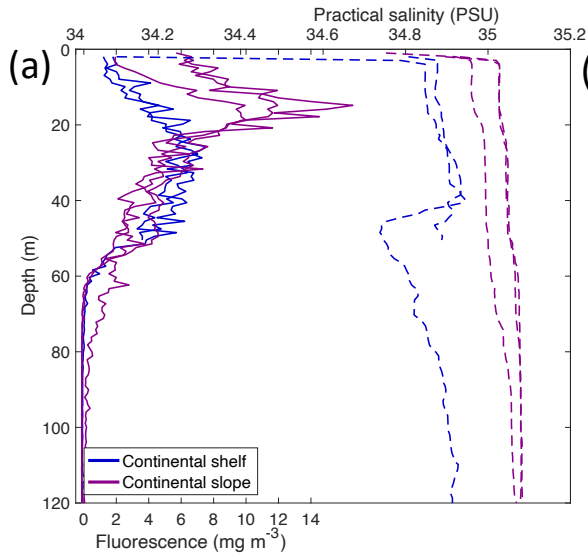 Practical salinity (PSU)
34 34.2 34.4 34.6 34.8 35 35.2
(a)
(
0
20
40
60
80
100
120
Depth (m)
Continental shelf
Continental slope
0 2 4 6 8 10 12 14
Fluorescence (mg m⁻³)